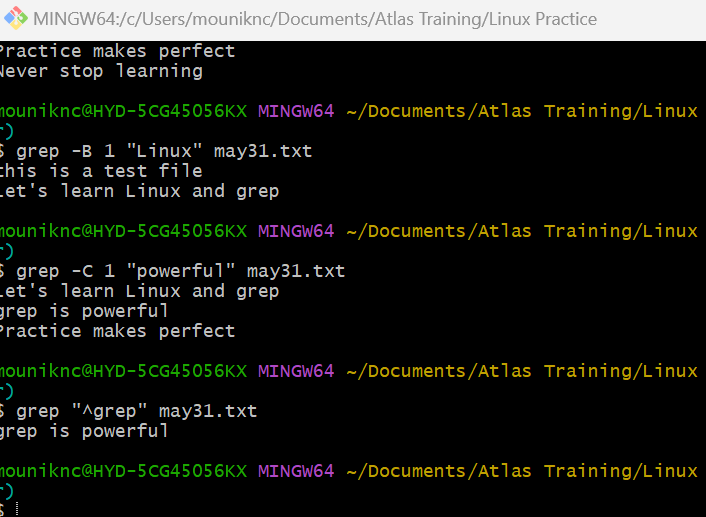 MINGW64:/c/Users/mouniknc/Documents/Atlas Training/Linux Practice
Practice makes perfect
Never stop learning
mouniknc@HYD-5CG45056KX MINGW64 ~/Documents/Atlas Training/Linux
r)
$ grep -B 1 "Linux" may31.txt
this is a test file
Let's learn Linux and grep
mouniknc@HYD-5CG45056KX MINGW64 ~/Documents/Atlas Training/Linux
r)
$ grep -C 1 "powerful" may31.txt
Let's learn Linux and grep
grep is powerful
Practice makes perfect
mouniknc@HYD-5CG45056KX MINGW64 ~/Documents/Atlas Training/Linux
r)
$ grep "^grep" may31.txt
grep is powerful
mouniknc@HYD-5CG45056KX MINGW64 ~/Documents/Atlas Training/Linux
r)
$